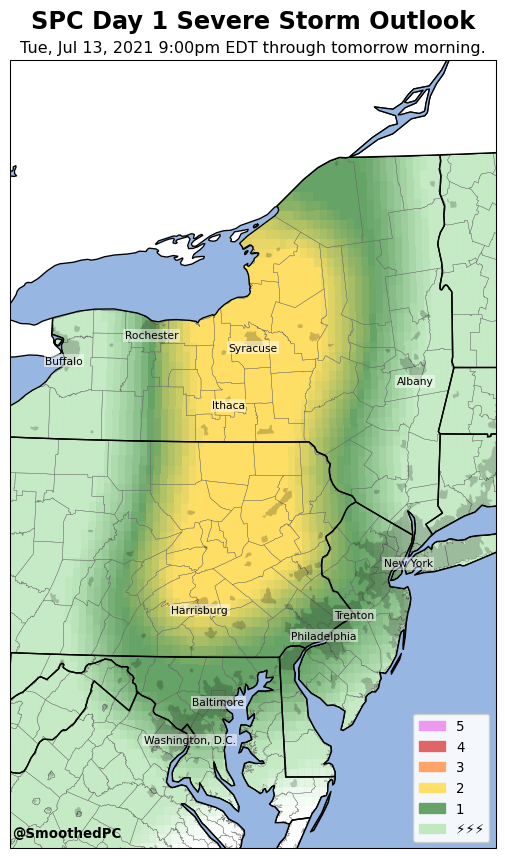 SPC Day 1 Severe Storm Outlook
Tue, Jul 13, 2021 9:00pm EDT through tomorrow morning.
Rochester
Syracuse
Buffalo
Albany
Ithaca
New York
Harrisburg
Trenton
Philadelphia
Baltimore
Washington, D.C.
5
4
3
2
1
⚡⚡⚡
@SmoothedPC